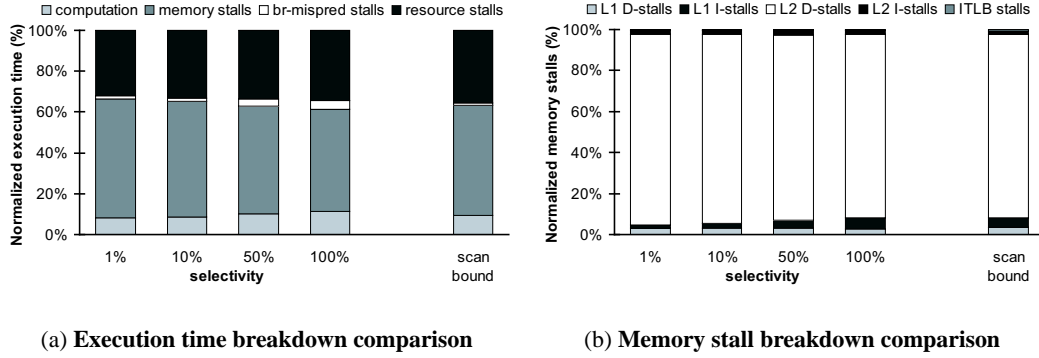 computation memory stalls br-mispred stalls resource stalls
Normalized execution time (%)
100%
80%
60%
40%
20%
0%
1% 10% 50% 100% scan
selectivity bound
(a) Execution time breakdown comparison
L1 D-stalls L1 I-stalls L2 D-stalls L2 I-stalls ITLB stalls
Normalized memory stalls (%)
100%
80%
60%
40%
20%
0%
1% 10% 50% 100% scan
selectivity bound
(b) Memory stall breakdown comparison